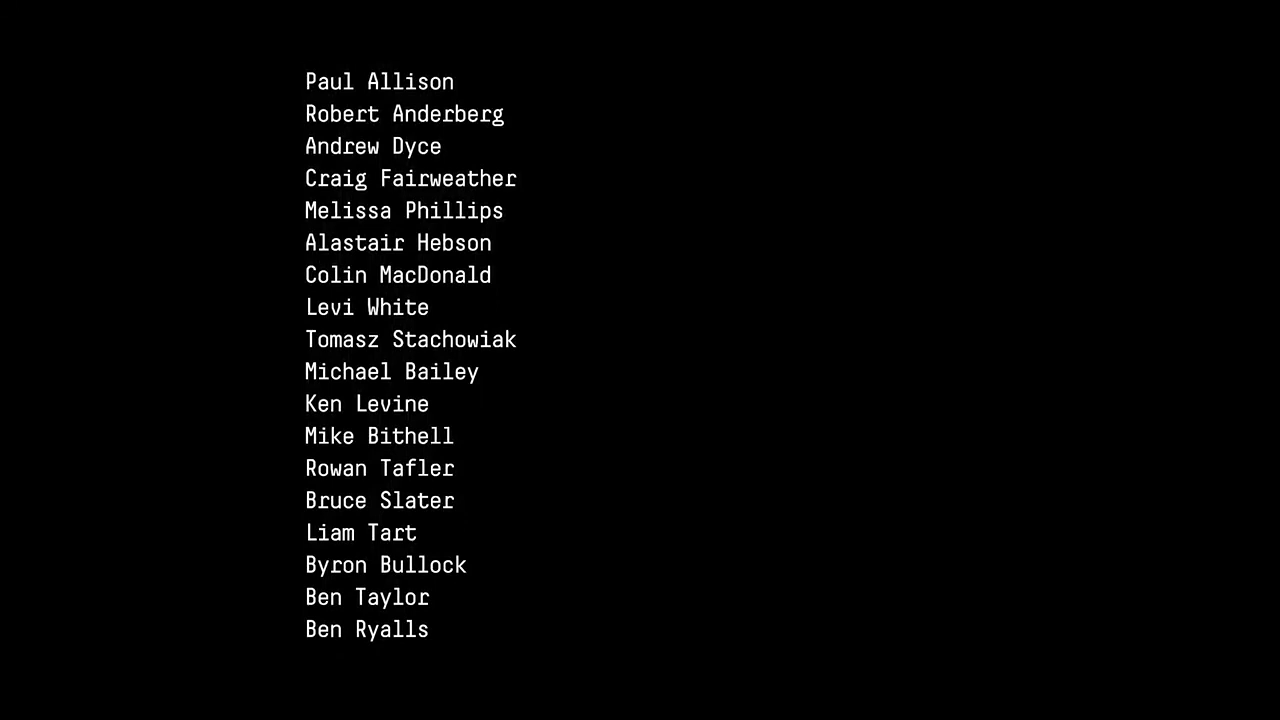 Paul Allison
Robert Anderberg
Andrew Dyce
Craig Fairweather
Melissa Phillips
Alastair Hebson
Colin MacDonald
Levi White
Tomasz Stachowiak
Michael Bailey
Ken Levine
Mike Bithell
Rowan Tafler
Bruce Slater
Liam Tart
Byron Bullock
Ben Taylor
Ben Ryalls